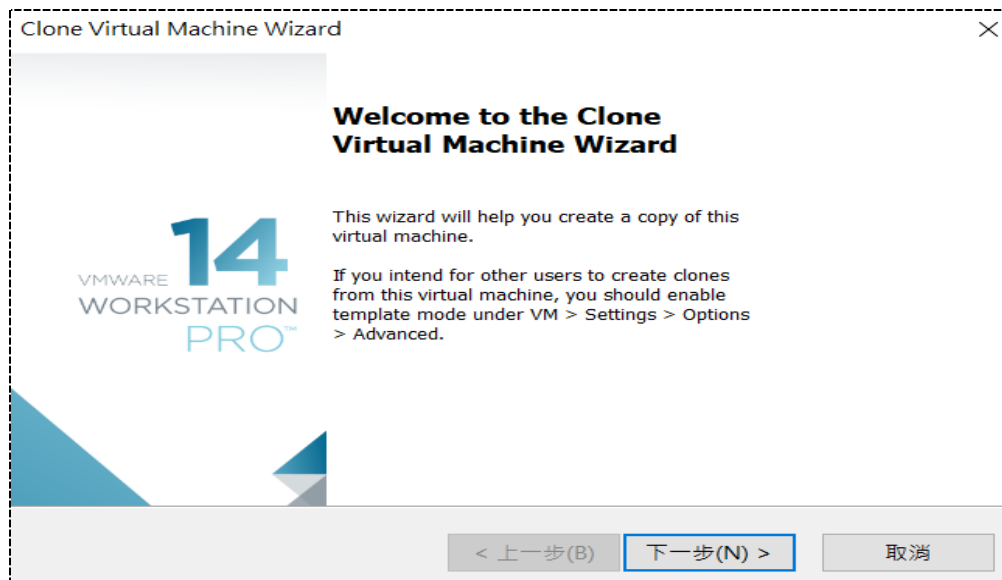 Clone Virtual Machine Wizard
Welcome to the Clone
Virtual Machine Wizard
This wizard will help you create a copy of this
virtual machine.
If you intend for other users to create clones
from this virtual machine, you should enable
template mode under VM > Settings > Options
> Advanced.
VMWARE 14
WORKSTATION
PRO™
< 上一步(B)
下一步(N) >
取消